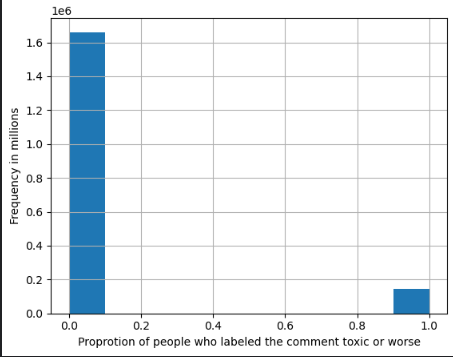 1e6
1.6
1.4
1.2
1.0
0.8
0.6
0.4
0.2
0.0
Frequency in millions
0.0 0.2 0.4 0.6 0.8 1.0
Proprotion of people who labeled the comment toxic or worse